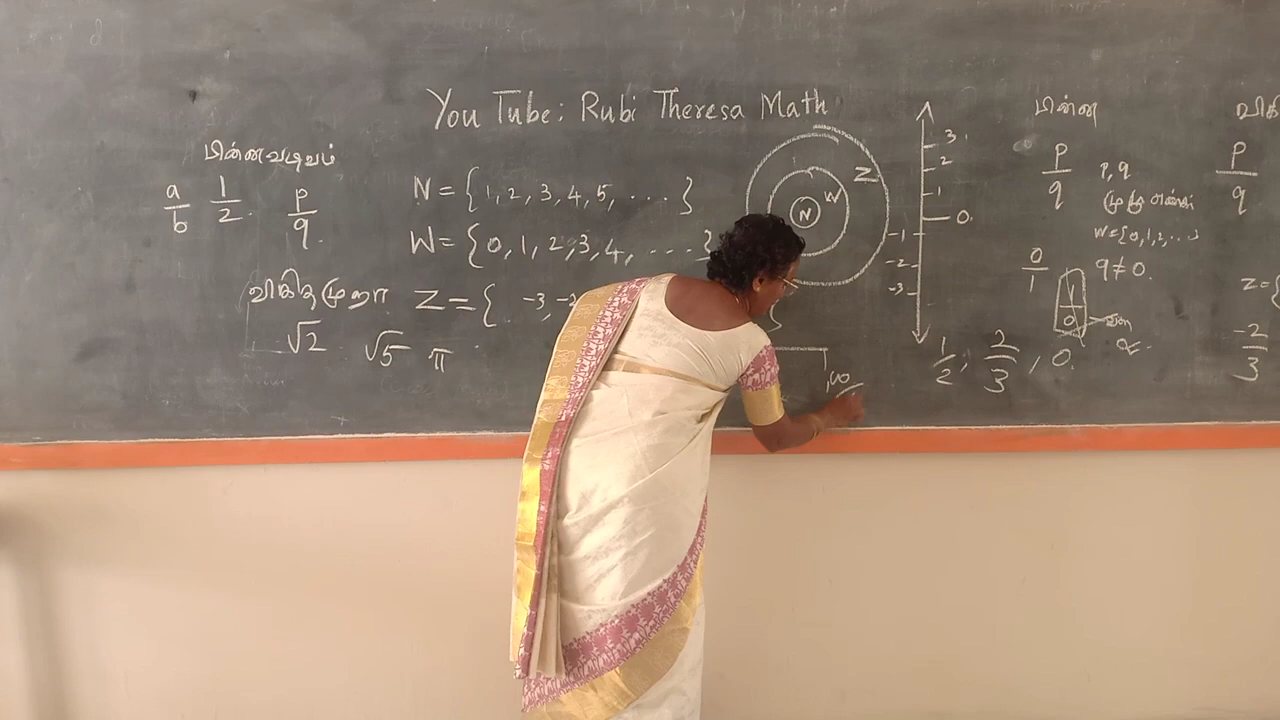 You Tube: Rubi Theresa Math
பின்னவடிவம்
a/b 1/2 p/q
விகிதமுறா
√2 √5 π
N = {1, 2, 3, 4, 5, . . . . }
W = {0, 1, 2, 3, 4, . . . . . }
Z = { -3, -2
Z
W
N
3
2
1
0
-1
-2
-3
பின்ன
p/q p, q
W={0,1,2,...}
0/1 q≠0.
1/0
1/2, 2/3, 0.
p/q
Z={
-2/3